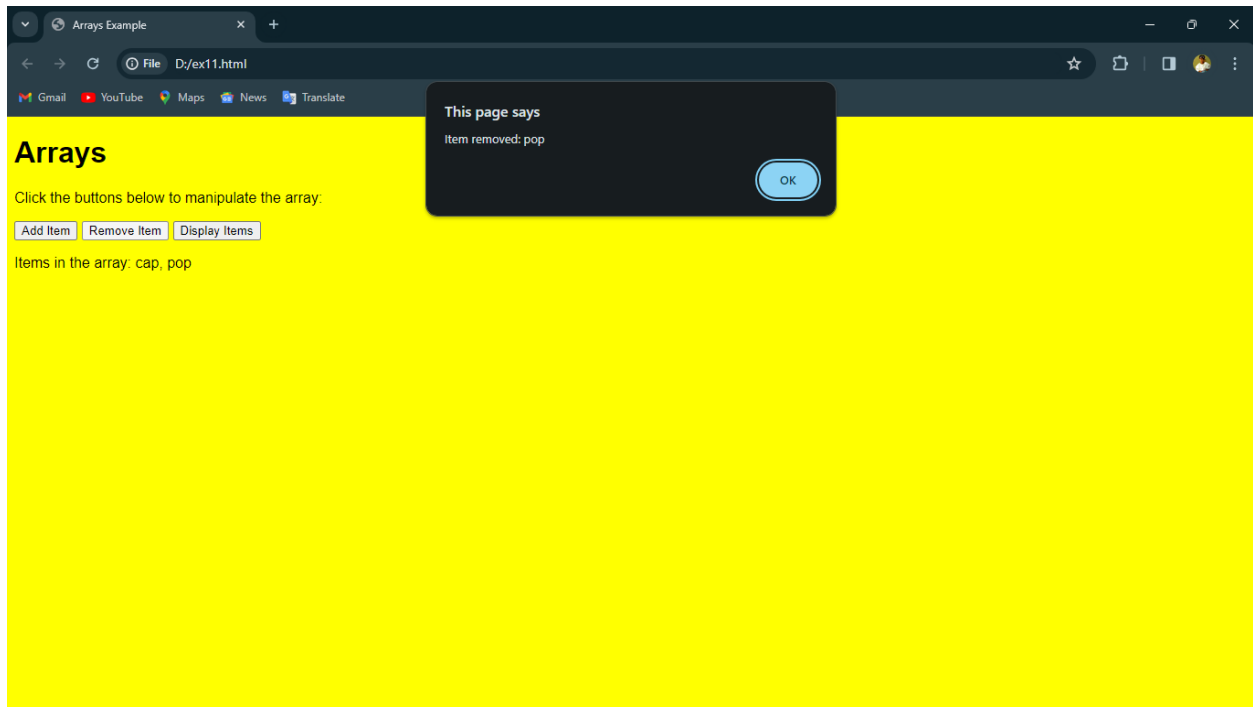 Arrays Example
File D:/ex11.html
Gmail YouTube Maps News Translate
This page says
Item removed: pop
OK
Arrays
Click the buttons below to manipulate the array:
Add Item Remove Item Display Items
Items in the array: cap, pop